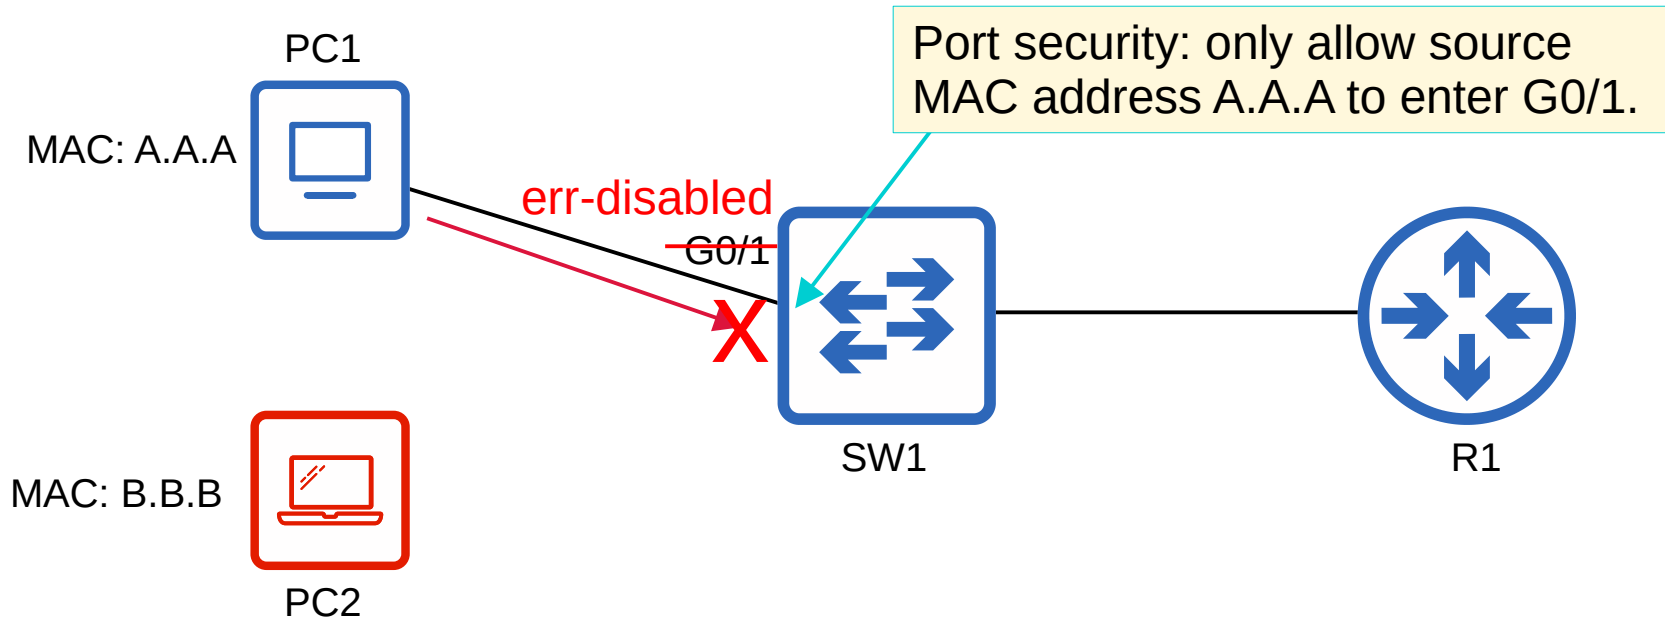 PC1
Port security: only allow source
MAC address A.A.A to enter G0/1.
MAC: A.A.A
err-disabled
G0/1
SW1
R1
MAC: B.B.B
PC2